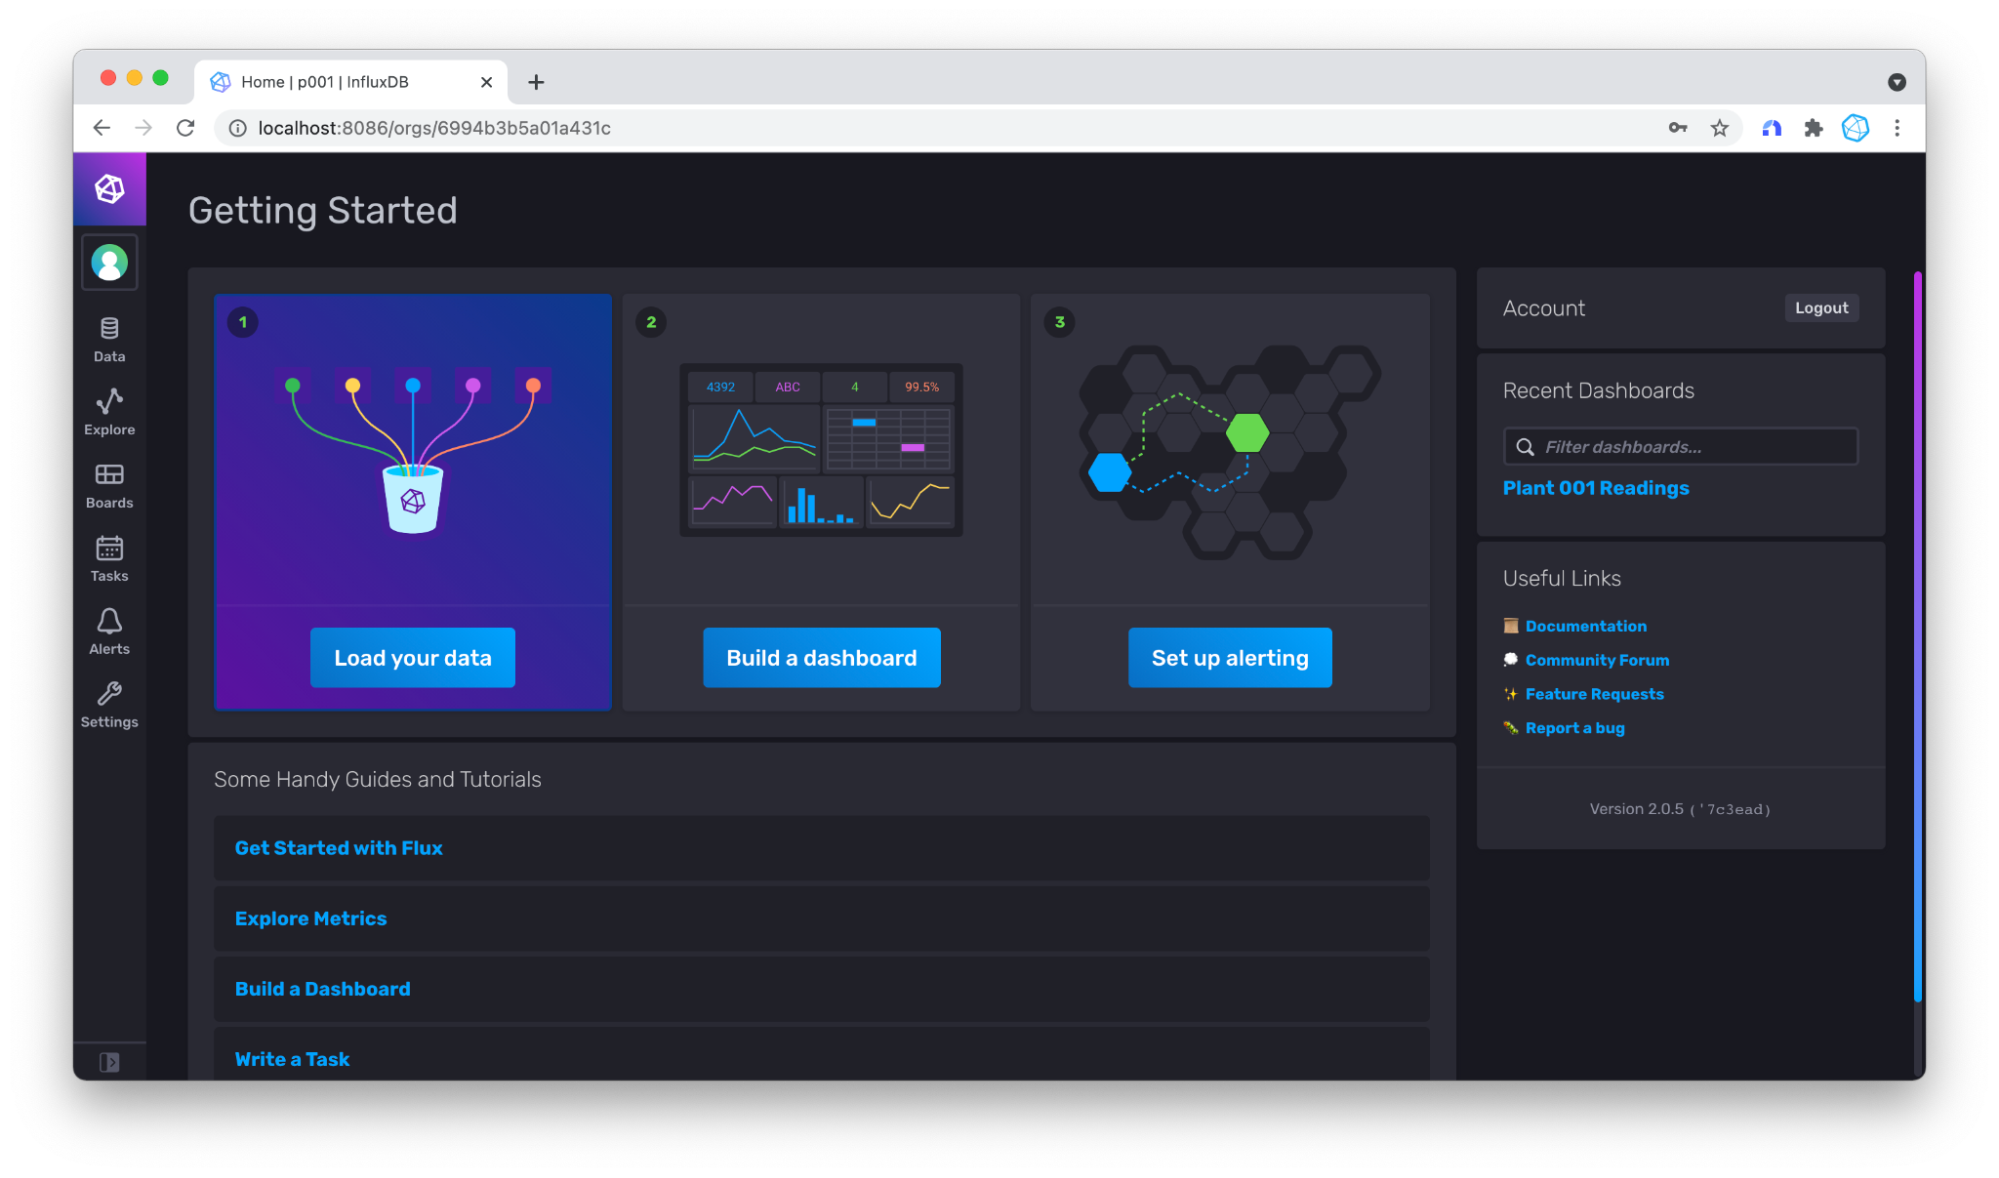 Home | p001 | InfluxDB
localhost:8086/orgs/6994b3b5a01a431c
Getting Started
Data
Explore
Boards
Tasks
Alerts
Settings
1
Load your data
2
4392 ABC 4 99.5%
Build a dashboard
3
Set up alerting
Some Handy Guides and Tutorials
Get Started with Flux
Explore Metrics
Build a Dashboard
Write a Task
Account
Logout
Recent Dashboards
Filter dashboards...
Plant 001 Readings
Useful Links
Documentation
Community Forum
Feature Requests
Report a bug
Version 2.0.5 ('7c3ead)